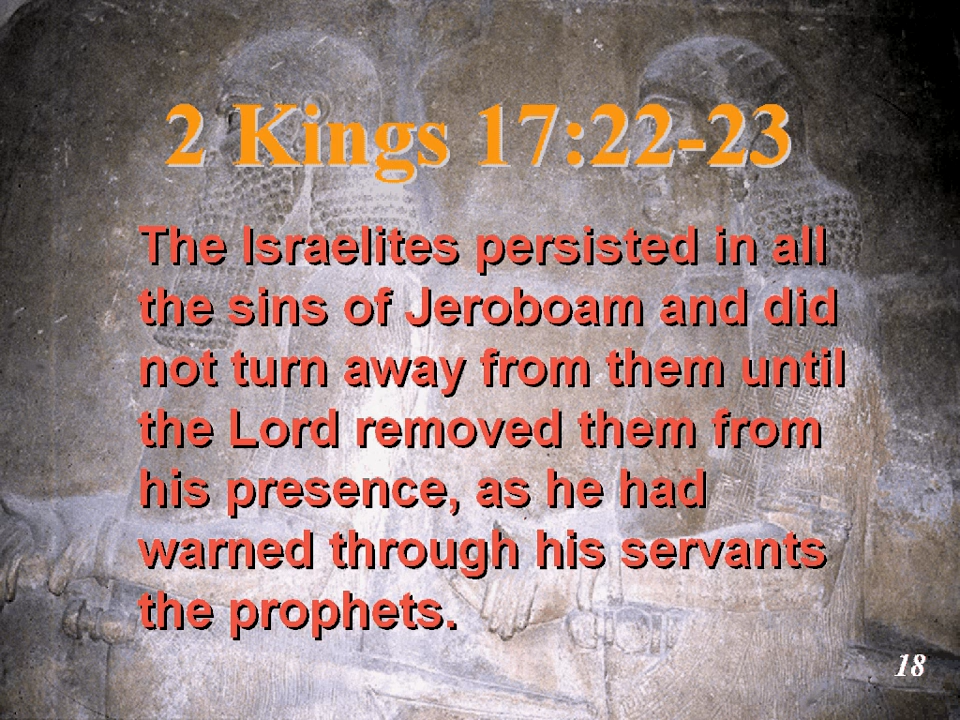 2 Kings 17:22-23
The Israelites persisted in all
the sins of Jeroboam and did
not turn away from them until
the Lord removed them from
his presence, as he had
warned through his servants
the prophets.
18